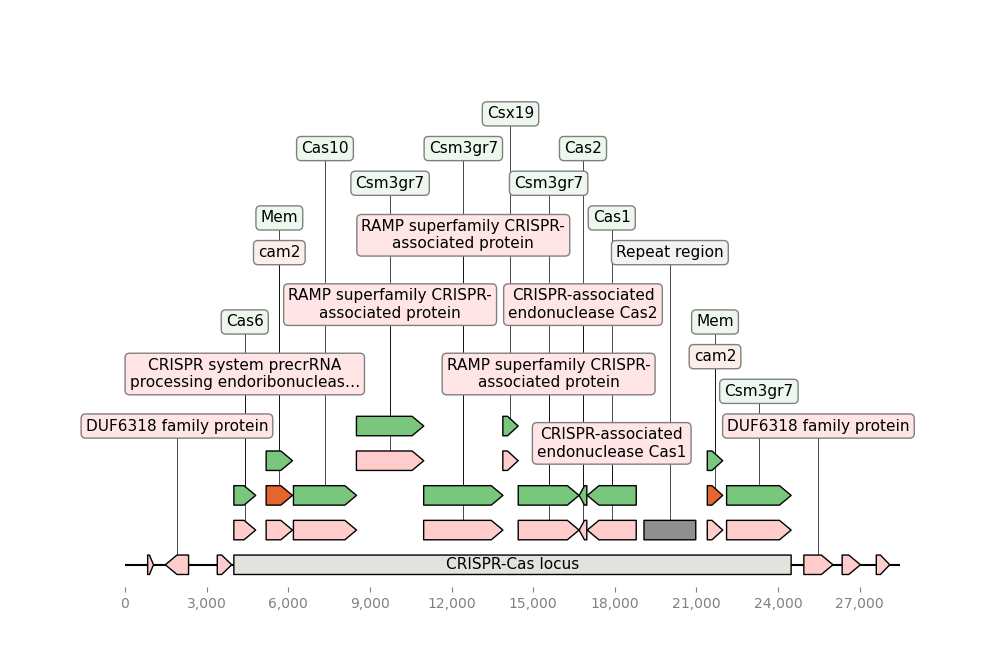 Csx19
Cas10
Csm3gr7
Cas2
Csm3gr7
Csm3gr7
Mem
RAMP superfamily CRISPR-
associated protein
Cas1
cam2
Repeat region
RAMP superfamily CRISPR-
associated protein
CRISPR-associated
endonuclease Cas2
Cas6
Mem
CRISPR system precrRNA
processing endoribonucleas...
RAMP superfamily CRISPR-
associated protein
cam2
Csm3gr7
DUF6318 family protein
CRISPR-associated
endonuclease Cas1
DUF6318 family protein
CRISPR-Cas locus
0 3,000 6,000 9,000 12,000 15,000 18,000 21,000 24,000 27,000